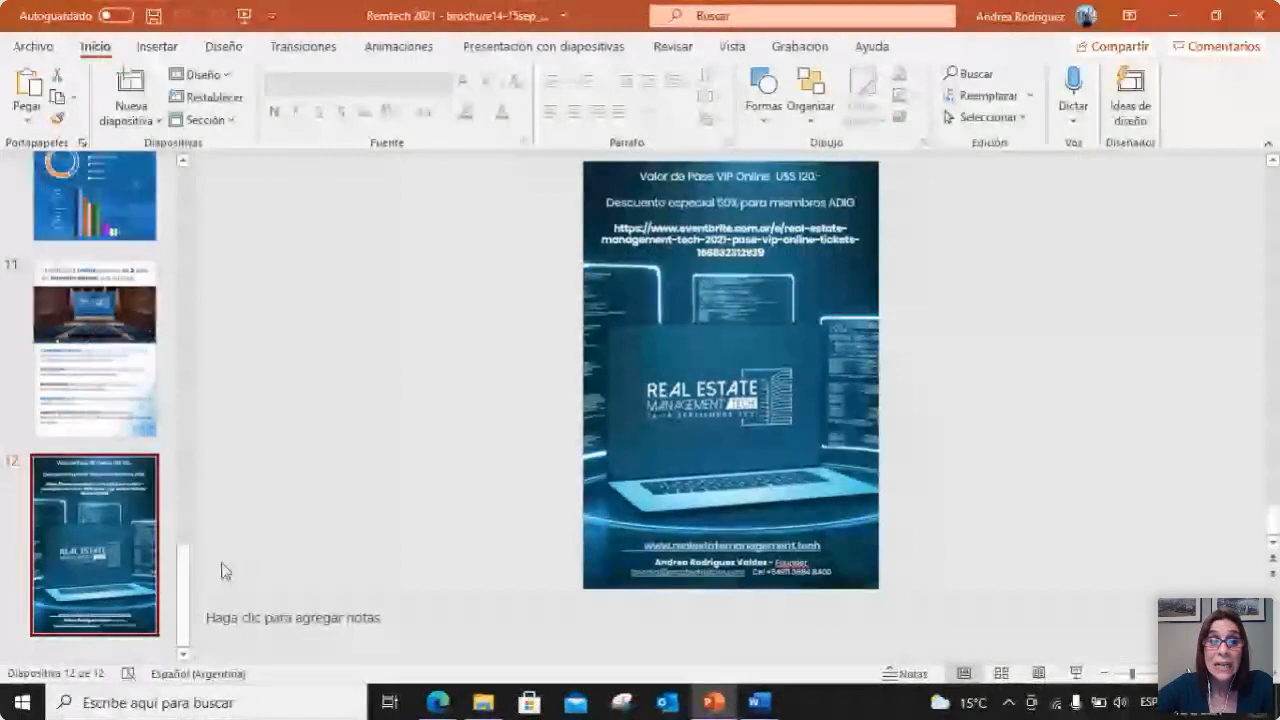 Autoguardado
Remtech 2021 - brochure14-15sep_...
Buscar
Andrea Rodriguez
Archivo Inicio Insertar Diseño Transiciones Animaciones Presentación con diapositivas Revisar Vista Grabación Ayuda
Compartir Comentarios
Pegar
Nueva diapositiva
Diseño
Restablecer
Sección
Formas Organizar
Buscar
Reemplazar
Seleccionar
Dictar
Ideas de diseño
Portapapeles Diapositivas Fuente Párrafo Dibujo Edición Voz Diseñador
11
12
Valor de Pase VIP Online US$ 120.-
Descuento especial 50% para miembros ADIG
https://www.eventbrite.com.ar/e/real-estate-
management-tech-2021-pase-vip-online-tickets-
REAL ESTATE
MANAGEMENT TECH
www.realestatemanagement.tech
Andrea Rodriguez Valdez - Founder
Haga clic para agregar notas
Diapositiva 12 de 12 Español (Argentina)
Notas
Escribe aquí para buscar
15°C
ESP